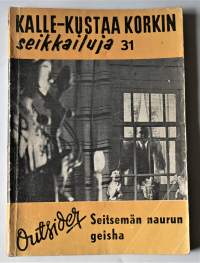 KALLE-KUSTAA KORKIN
seikkailuja 31
Outsider
Seitsemän naurun
geisha